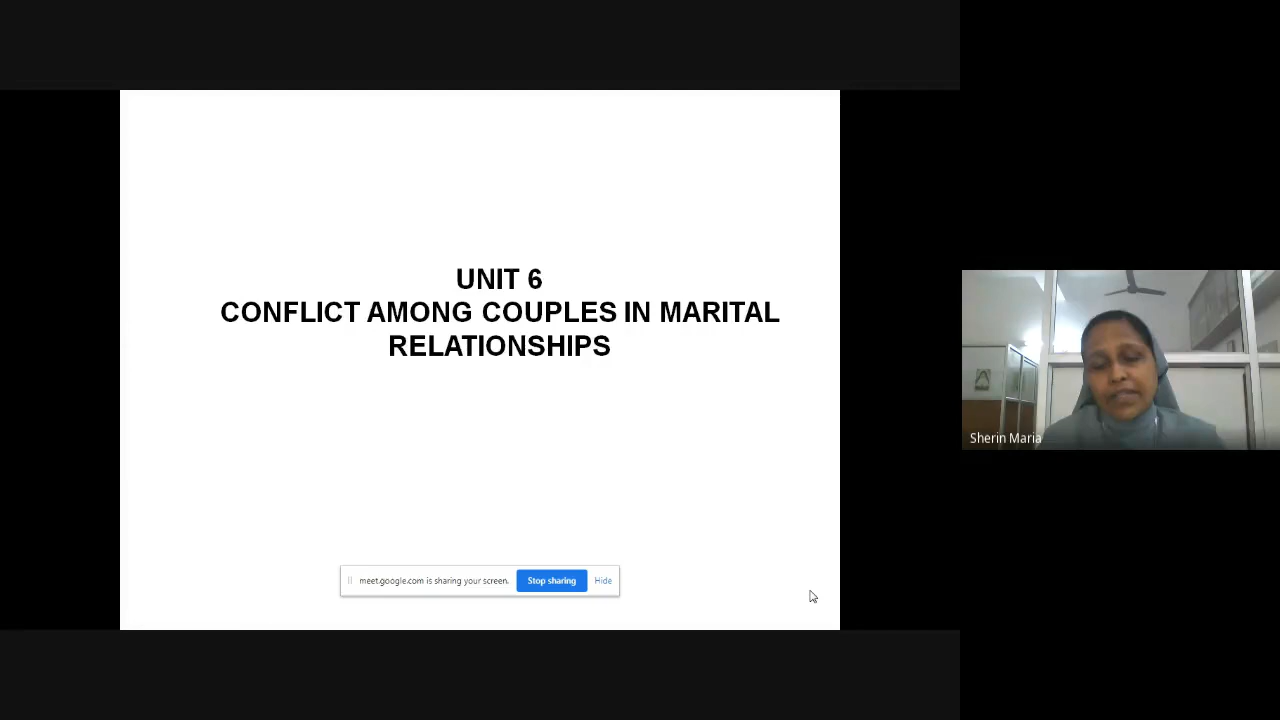 UNIT 6
CONFLICT AMONG COUPLES IN MARITAL
RELATIONSHIPS
meet.google.com is sharing your screen.
Stop sharing
Hide
Sherin Maria